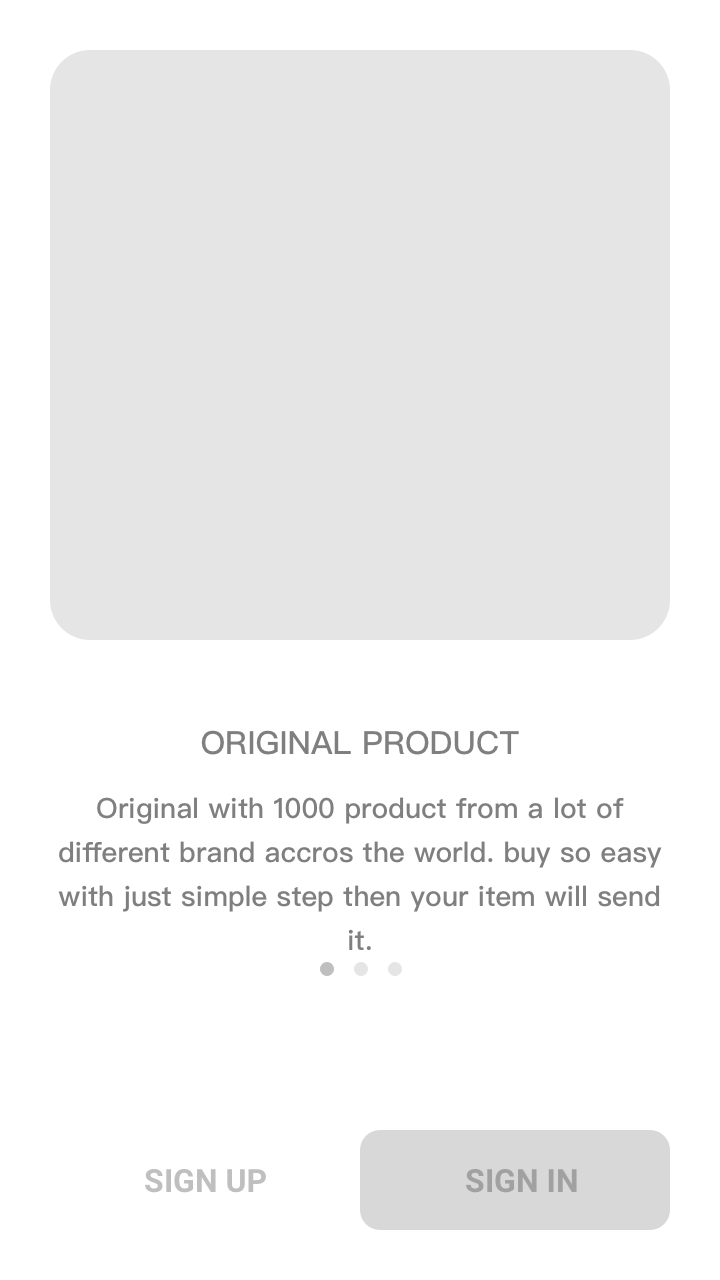 ORIGINAL PRODUCT
Original with 1000 product from a lot of
different brand accros the world. buy so easy
with just simple step then your item will send
it.
SIGN UP
SIGN IN